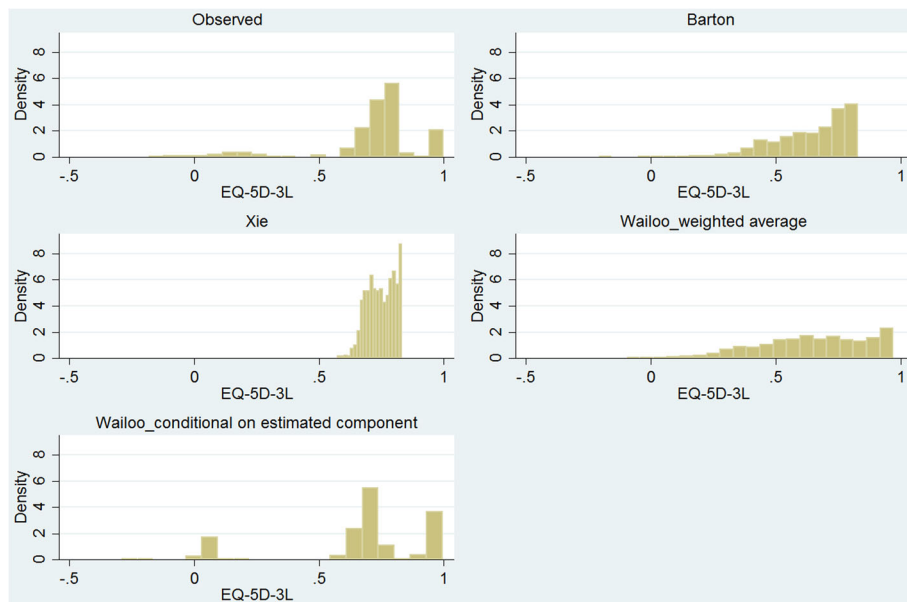 Observed
Density
0 2 4 6 8
-.5 0 .5 1
EQ-5D-3L
Barton
Density
0 2 4 6 8
-.5 0 .5 1
EQ-5D-3L
Xie
Density
0 2 4 6 8
-.5 0 .5 1
EQ-5D-3L
Wailoo_weighted average
Density
0 2 4 6 8
-.5 0 .5 1
EQ-5D-3L
Wailoo_conditional on estimated component
Density
0 2 4 6 8
-.5 0 .5 1
EQ-5D-3L